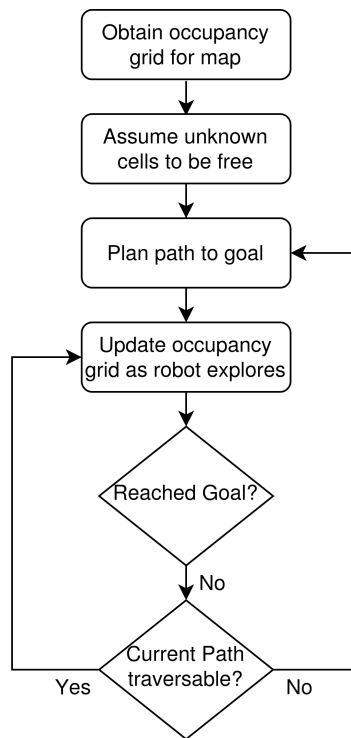 Obtain occupancy
grid for map
Assume unknown
cells to be free
Plan path to goal
Update occupancy
grid as robot explores
Reached Goal?
No
Current Path
traversable?
Yes
No